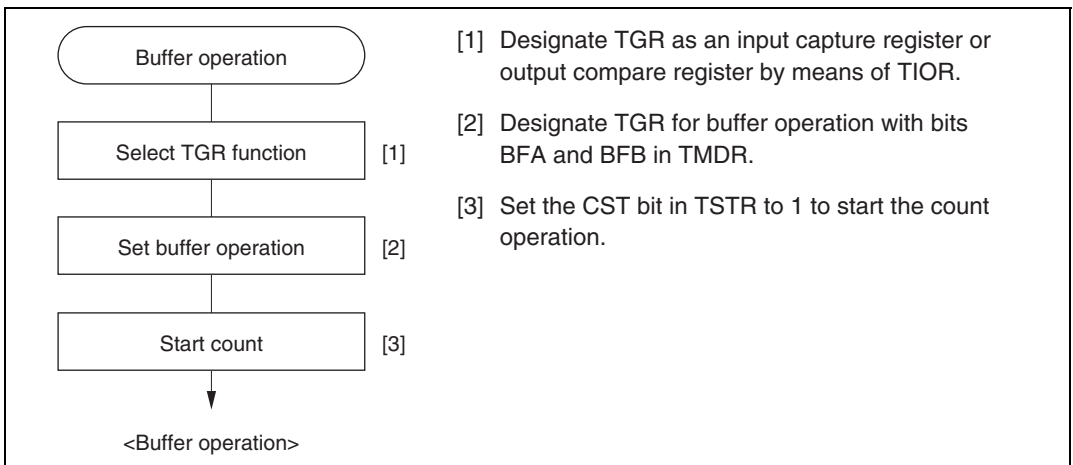 Buffer operation
Select TGR function
[1]
Set buffer operation
[2]
Start count
[3]
<Buffer operation>
[1] Designate TGR as an input capture register or
output compare register by means of TIOR.
[2] Designate TGR for buffer operation with bits
BFA and BFB in TMDR.
[3] Set the CST bit in TSTR to 1 to start the count
operation.